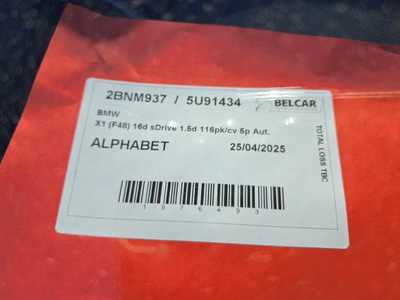 2BNM937 / 5U91434 BELCAR
BMW
X1 (F48) 16d sDrive 1.5d 116pk/cv 5p Aut.
ALPHABET 25/04/2025
1976493
TOTAL LOSS TBC